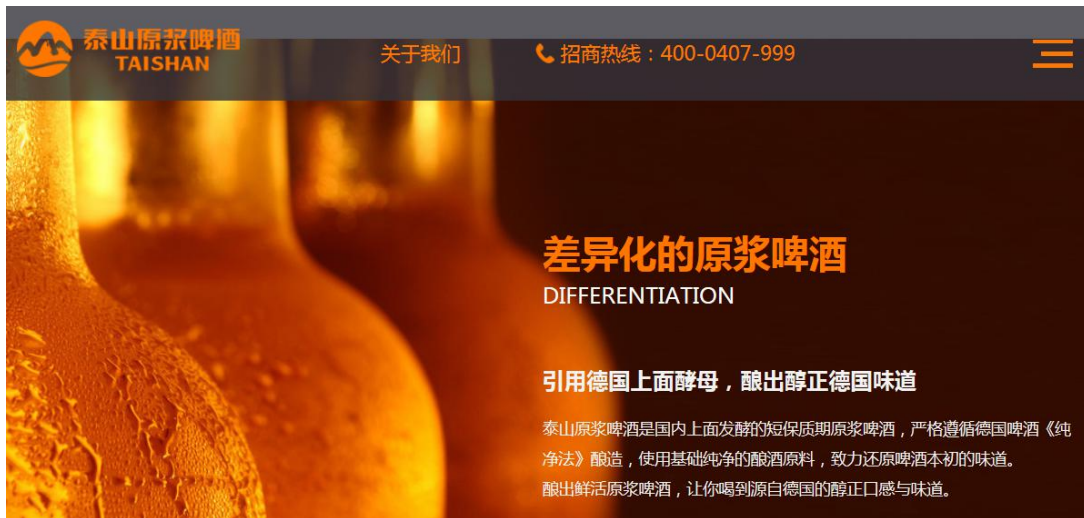 泰山原浆啤酒
TAISHAN
关于我们
招商热线：400-0407-999
差异化的原浆啤酒
DIFFERENTIATION
引用德国上面酵母，酿出醇正德国味道
泰山原浆啤酒是国内上面发酵的短保质期原浆啤酒，严格遵循德国啤酒《纯
净法》酿造，使用基础纯净的酿酒原料，致力还原啤酒本初的味道。
酿出鲜活原浆啤酒，让你喝到源自德国的醇正口感与味道。